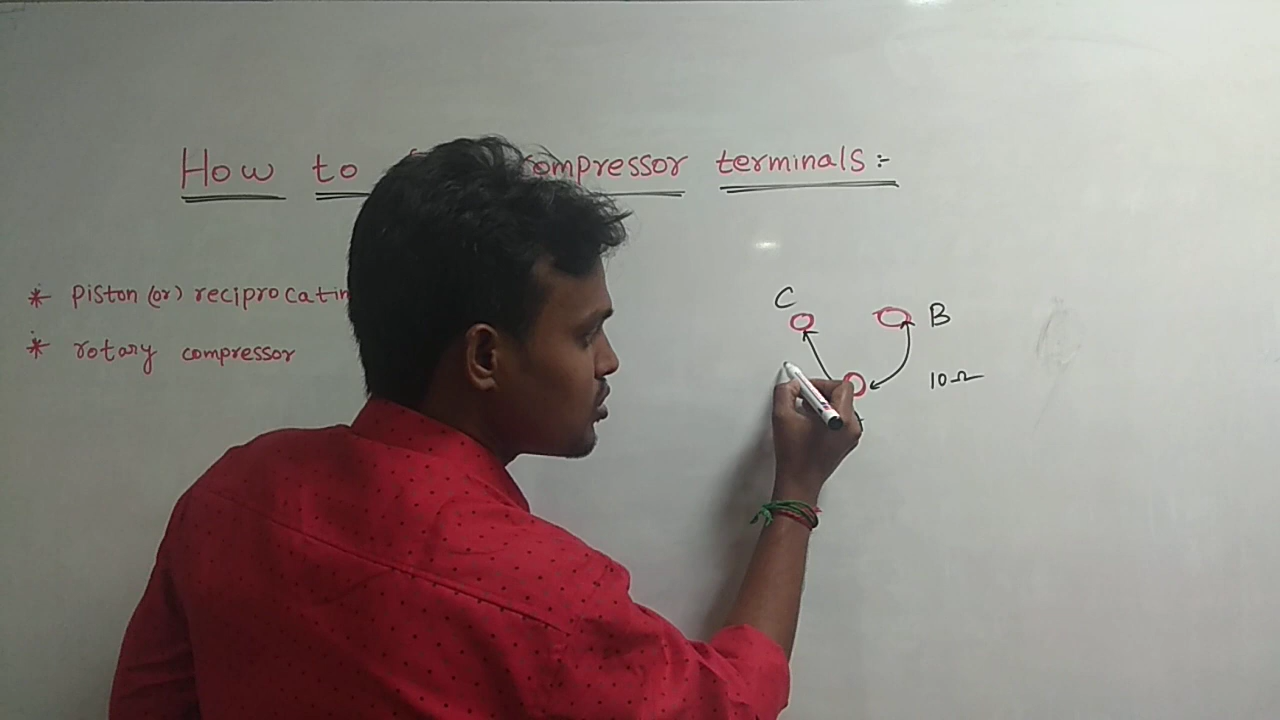 How to compressor terminals:-
* piston (or) reciprocatin
* rotary compressor
C
B
10Ω